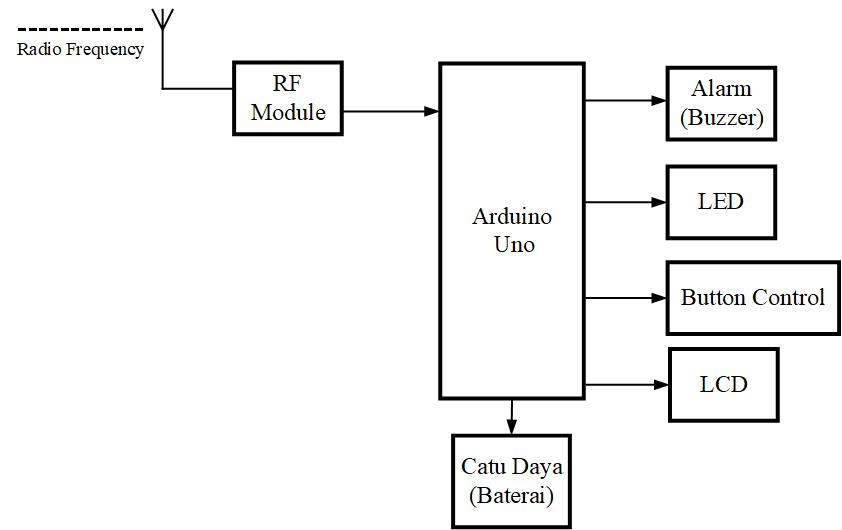 Radio Frequency
RF
Module
Arduino
Uno
Alarm
(Buzzer)
LED
Button Control
LCD
Catu Daya
(Baterai)